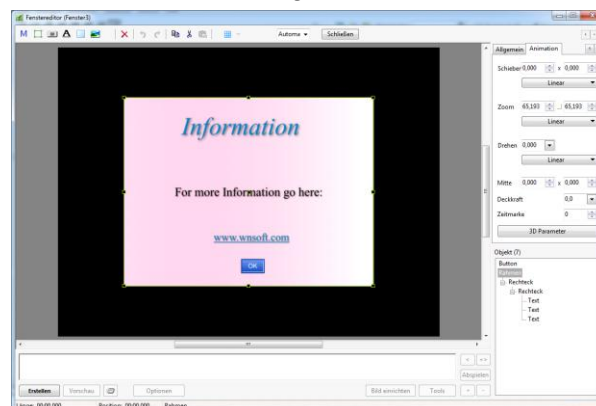 Fenstereditor (Fenster3)
M A X Automa Schließen
Allgemein Animation
Schieber 0,000 x 0,000
Linear
Zoom 65,193 65,193
Linear
Drehen 0,000
Linear
Mitte 0,000 x 0,000
Deckkraft 0,0
Zeitmarke 0
3D Parameter
Information
For more Information go here:
www.wnsoft.com
OK
Objekt (7)
Button
Rahmen
Rechteck
Rechteck
Text
Text
Text
Abspielen
Erstellen Vorschau Optionen Bild einrichten Tools + -
Position: 00:00.000 Rahmen